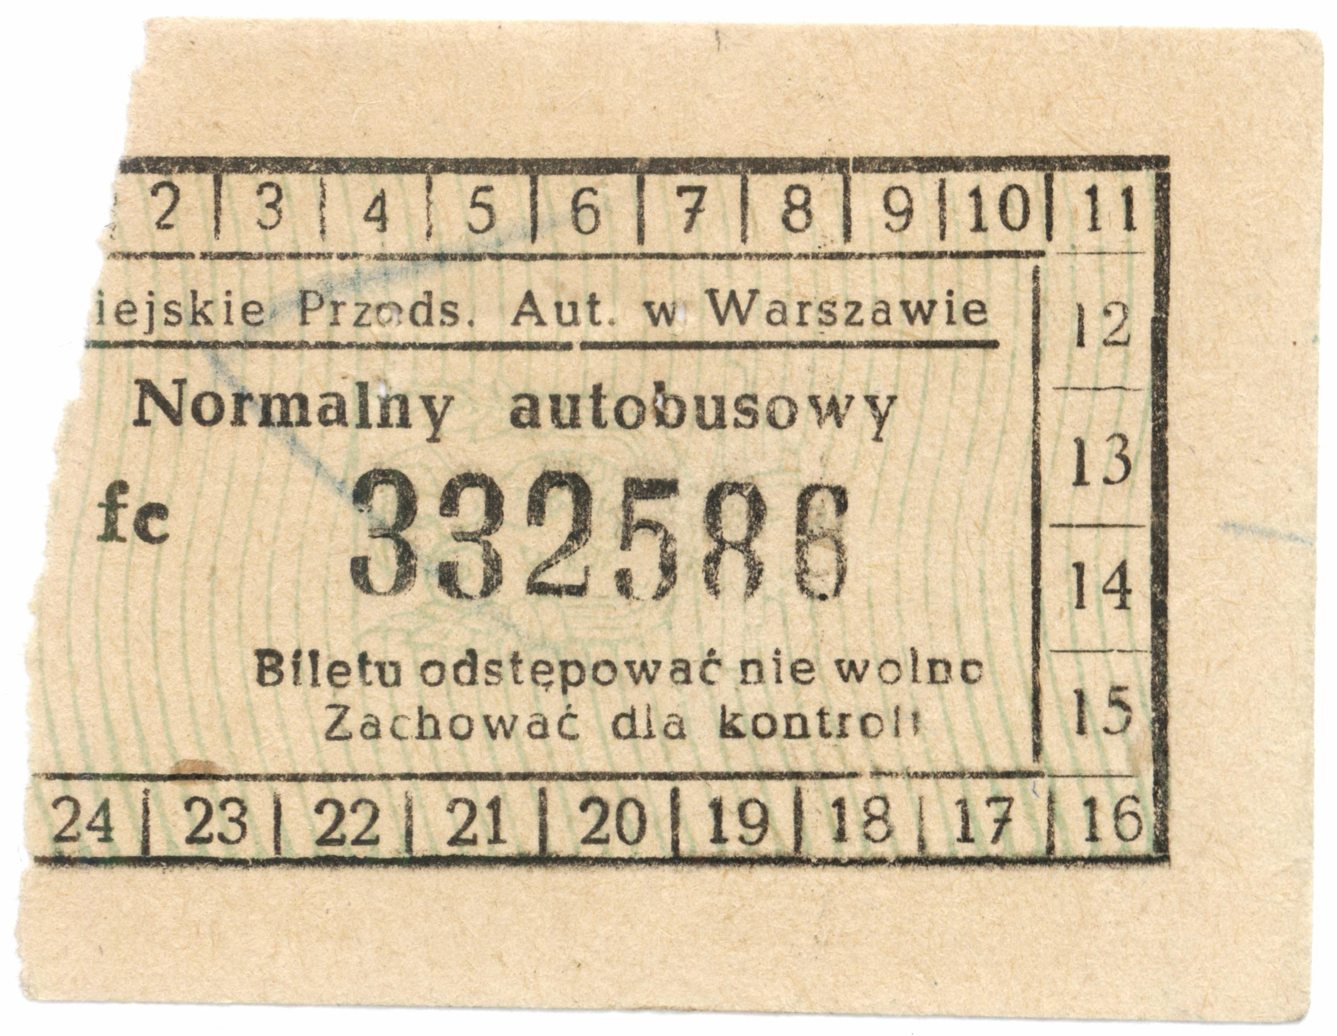 2 3 4 5 6 7 8 9 10 11
iejskie Przeds. Aut. w Warszawie
12
Normalny autobusowy
13
fc 332586
14
Biletu odstępować nie wolno
Zachować dla kontroli
15
24 23 22 21 20 19 18 17 16